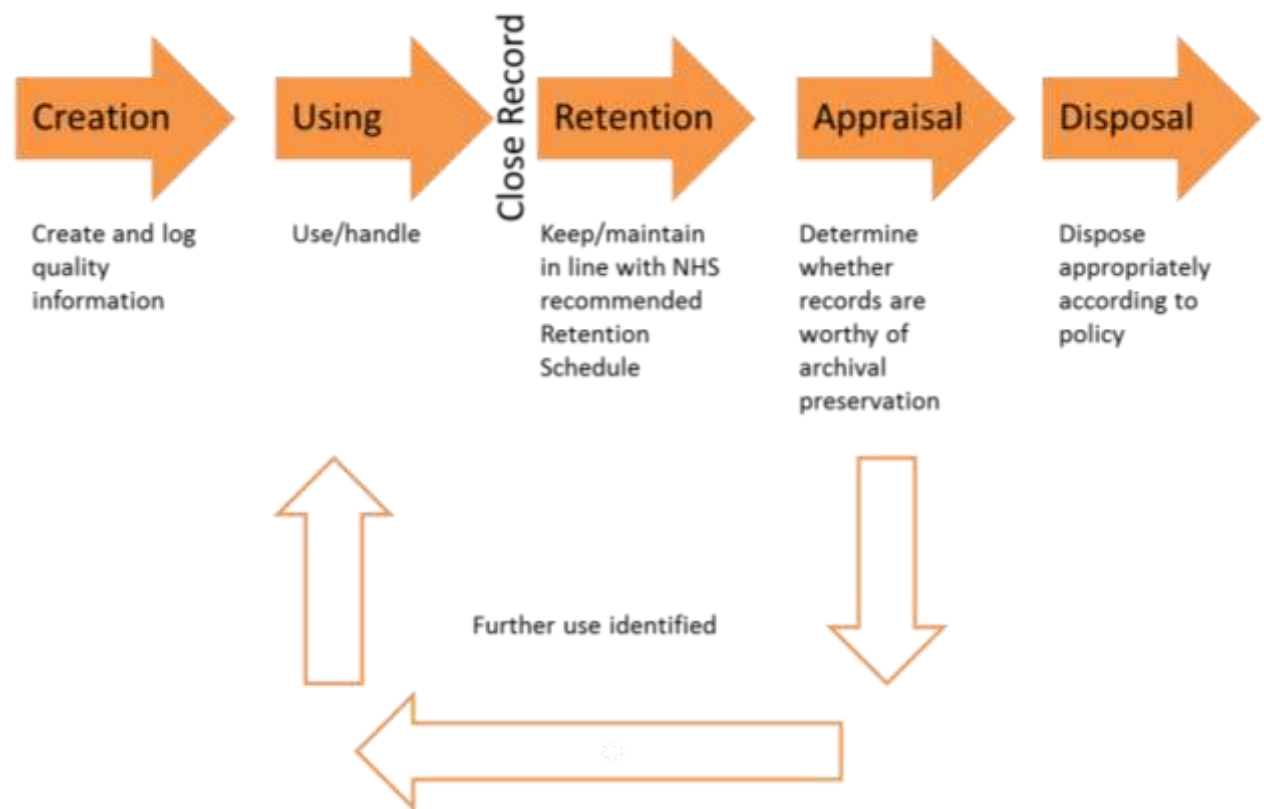 Creation
Using
Close Record
Retention
Appraisal
Disposal
Create and log
quality
information
Use/handle
Keep/maintain
in line with NHS
recommended
Retention
Schedule
Determine
whether
records are
worthy of
archival
preservation
Dispose
appropriately
according to
policy
Further use identified